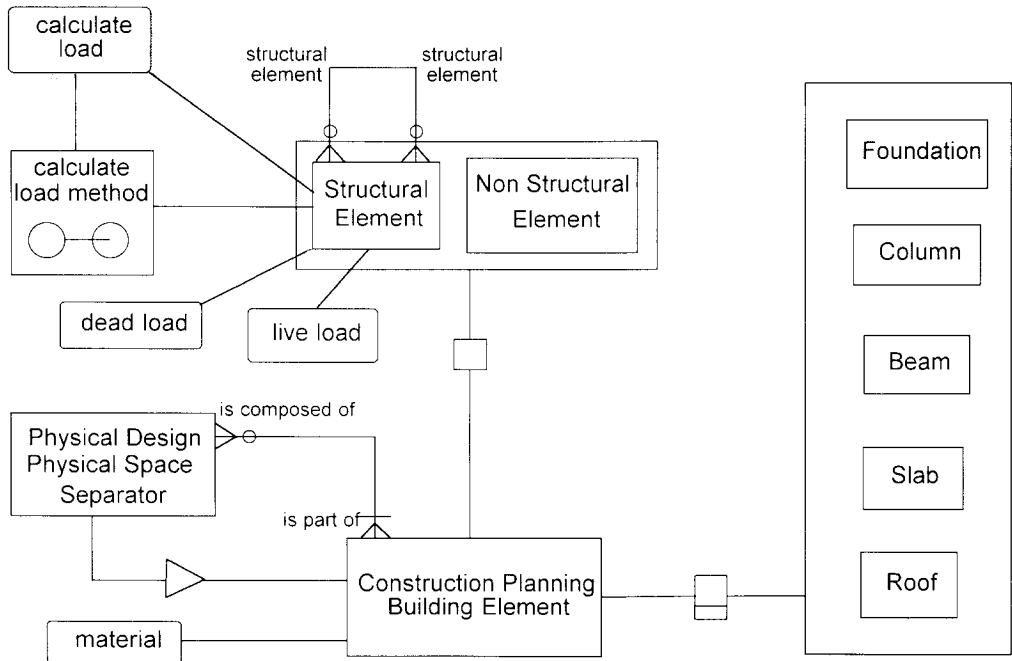 calculate
load
structural
element
structural
element
calculate
load method
Structural
Element
Non Structural
Element
dead load
live load
Foundation
Column
Beam
Slab
Roof
is composed of
Physical Design
Physical Space
Separator
is part of
Construction Planning
Building Element
material